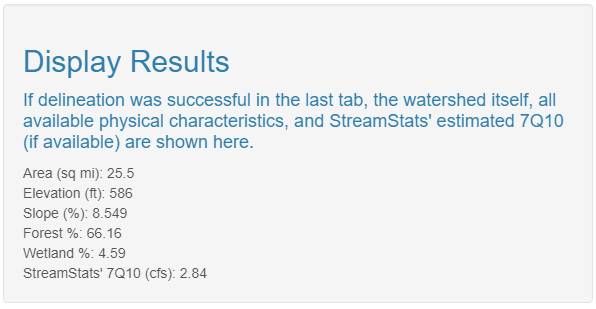 Display Results
If delineation was successful in the last tab, the watershed itself, all
available physical characteristics, and StreamStats' estimated 7Q10
(if available) are shown here.
Area (sq mi): 25.5
Elevation (ft): 586
Slope (%): 8.549
Forest %: 66.16
Wetland %: 4.59
StreamStats' 7Q10 (cfs): 2.84